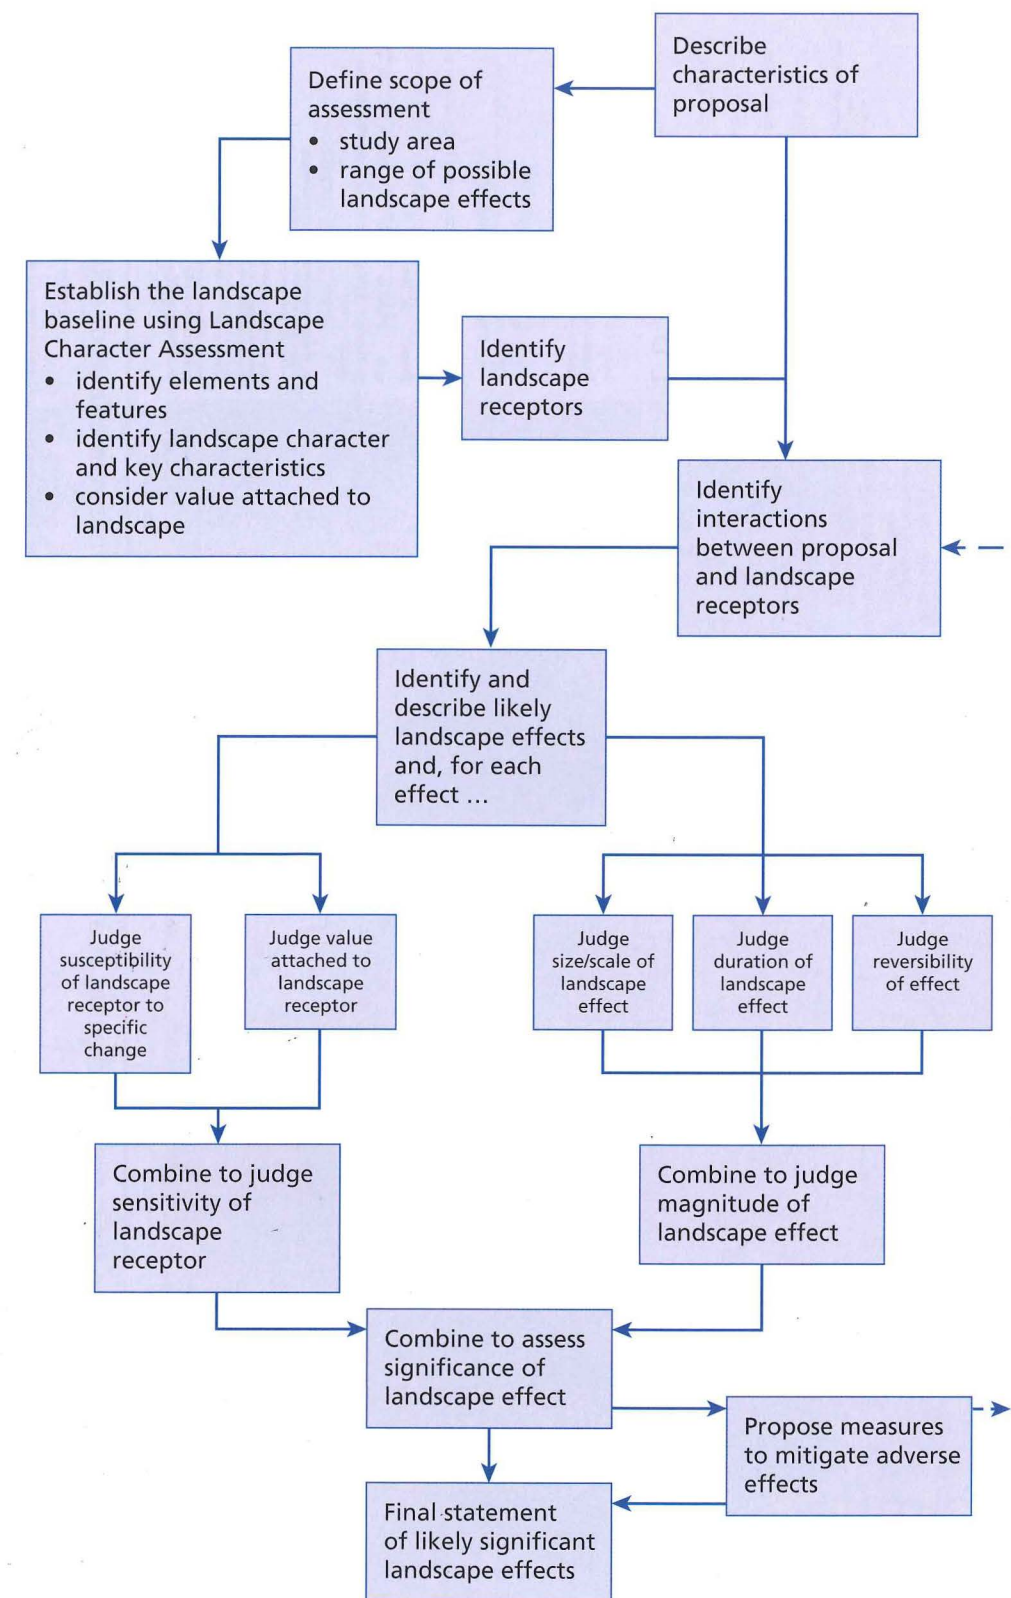 Describe
characteristics of
proposal
Define scope of
assessment
• study area
• range of possible
landscape effects
Establish the landscape
baseline using Landscape
Character Assessment
• identify elements and
features
• identify landscape character
and key characteristics
• consider value attached to
landscape
Identify
landscape
receptors
Identify
interactions
between proposal
and landscape
receptors
Identify and
describe likely
landscape effects
and, for each
effect ...
Judge
susceptibility
of landscape
receptor to
specific
change
Judge value
attached to
landscape
receptor
Judge
size/scale of
landscape
effect
Judge
duration of
landscape
effect
Judge
reversibility
of effect
Combine to judge
sensitivity of
landscape
receptor
Combine to judge
magnitude of
landscape effect
Combine to assess
significance of
landscape effect
Propose measures
to mitigate adverse
effects
Final statement
of likely significant
landscape effects